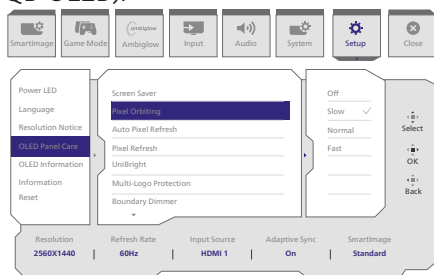 QD OLED).
SmartImage
Game Mode
ambiglow
Ambiglow
Input
Audio
System
Setup
Close
Power LED
Language
Resolution Notice
OLED Panel Care
OLED Information
Information
Reset
Screen Saver
Pixel Orbiting
Auto Pixel Refresh
Pixel Refresh
UniBright
Multi-Logo Protection
Boundary Dimmer
Off
Slow
Normal
Fast
Select
OK
Back
Resolution
2560X1440
Refresh Rate
60Hz
Input Source
HDMI 1
Adaptive Sync
On
SmartImage
Standard